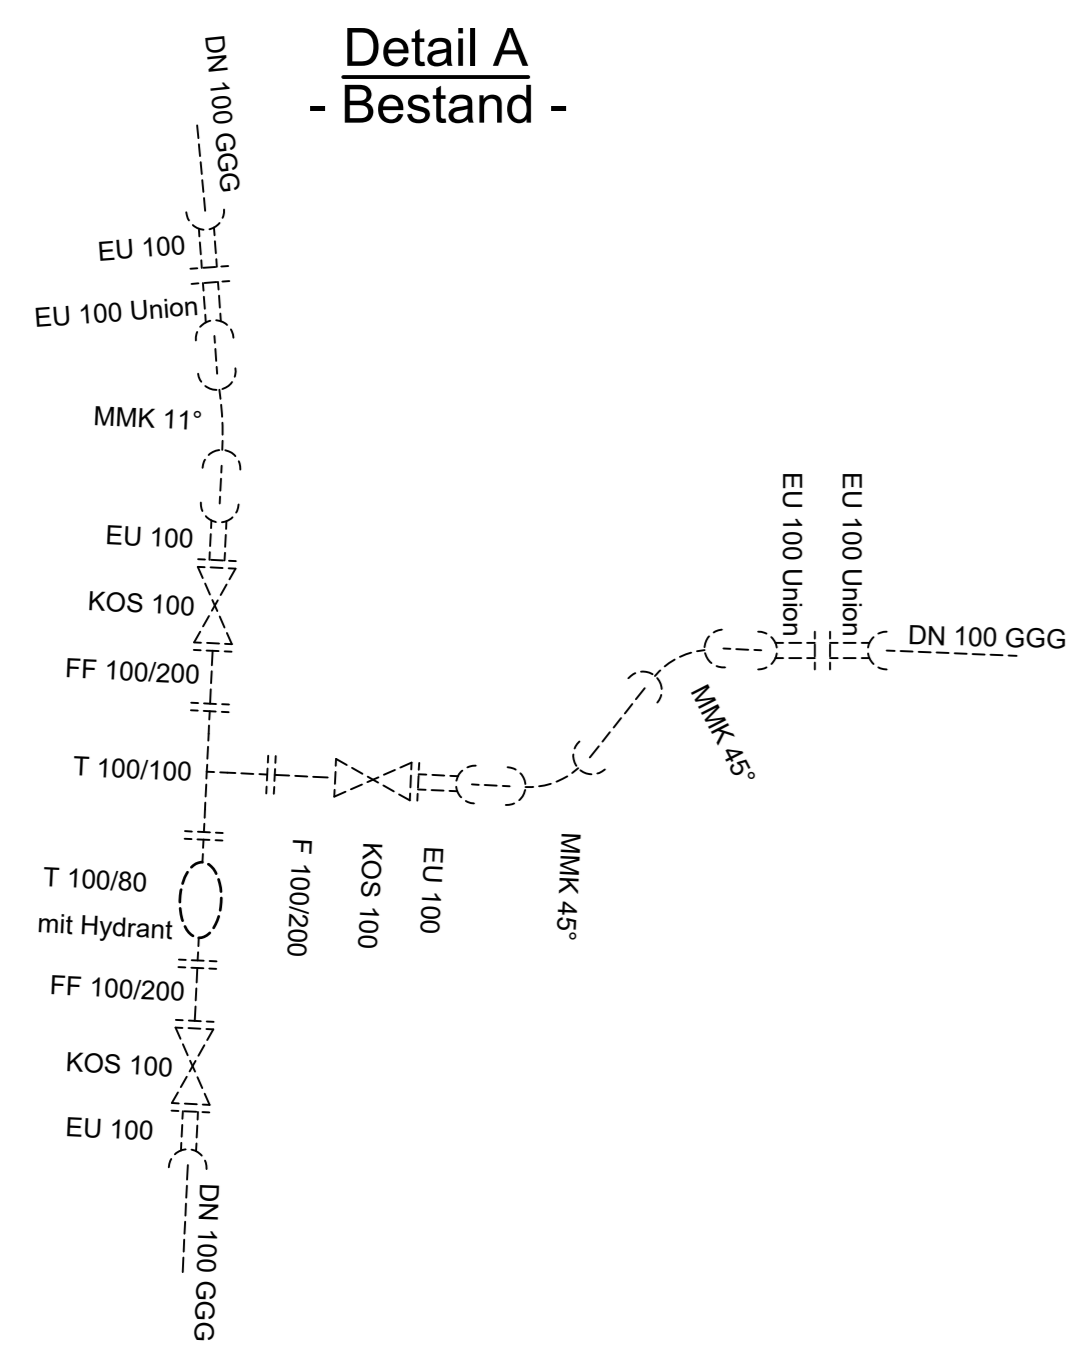 Detail A
- Bestand -
DN 100 GGG
EU 100
EU 100 Union
MMK 11°
EU 100
KOS 100
FF 100/200
T 100/100
T 100/80
mit Hydrant
FF 100/200
KOS 100
EU 100
DN 100 GGG
F 100/200
KOS 100
EU 100
MMK 45°
MMK 45°
EU 100 Union
EU 100 Union
DN 100 GGG